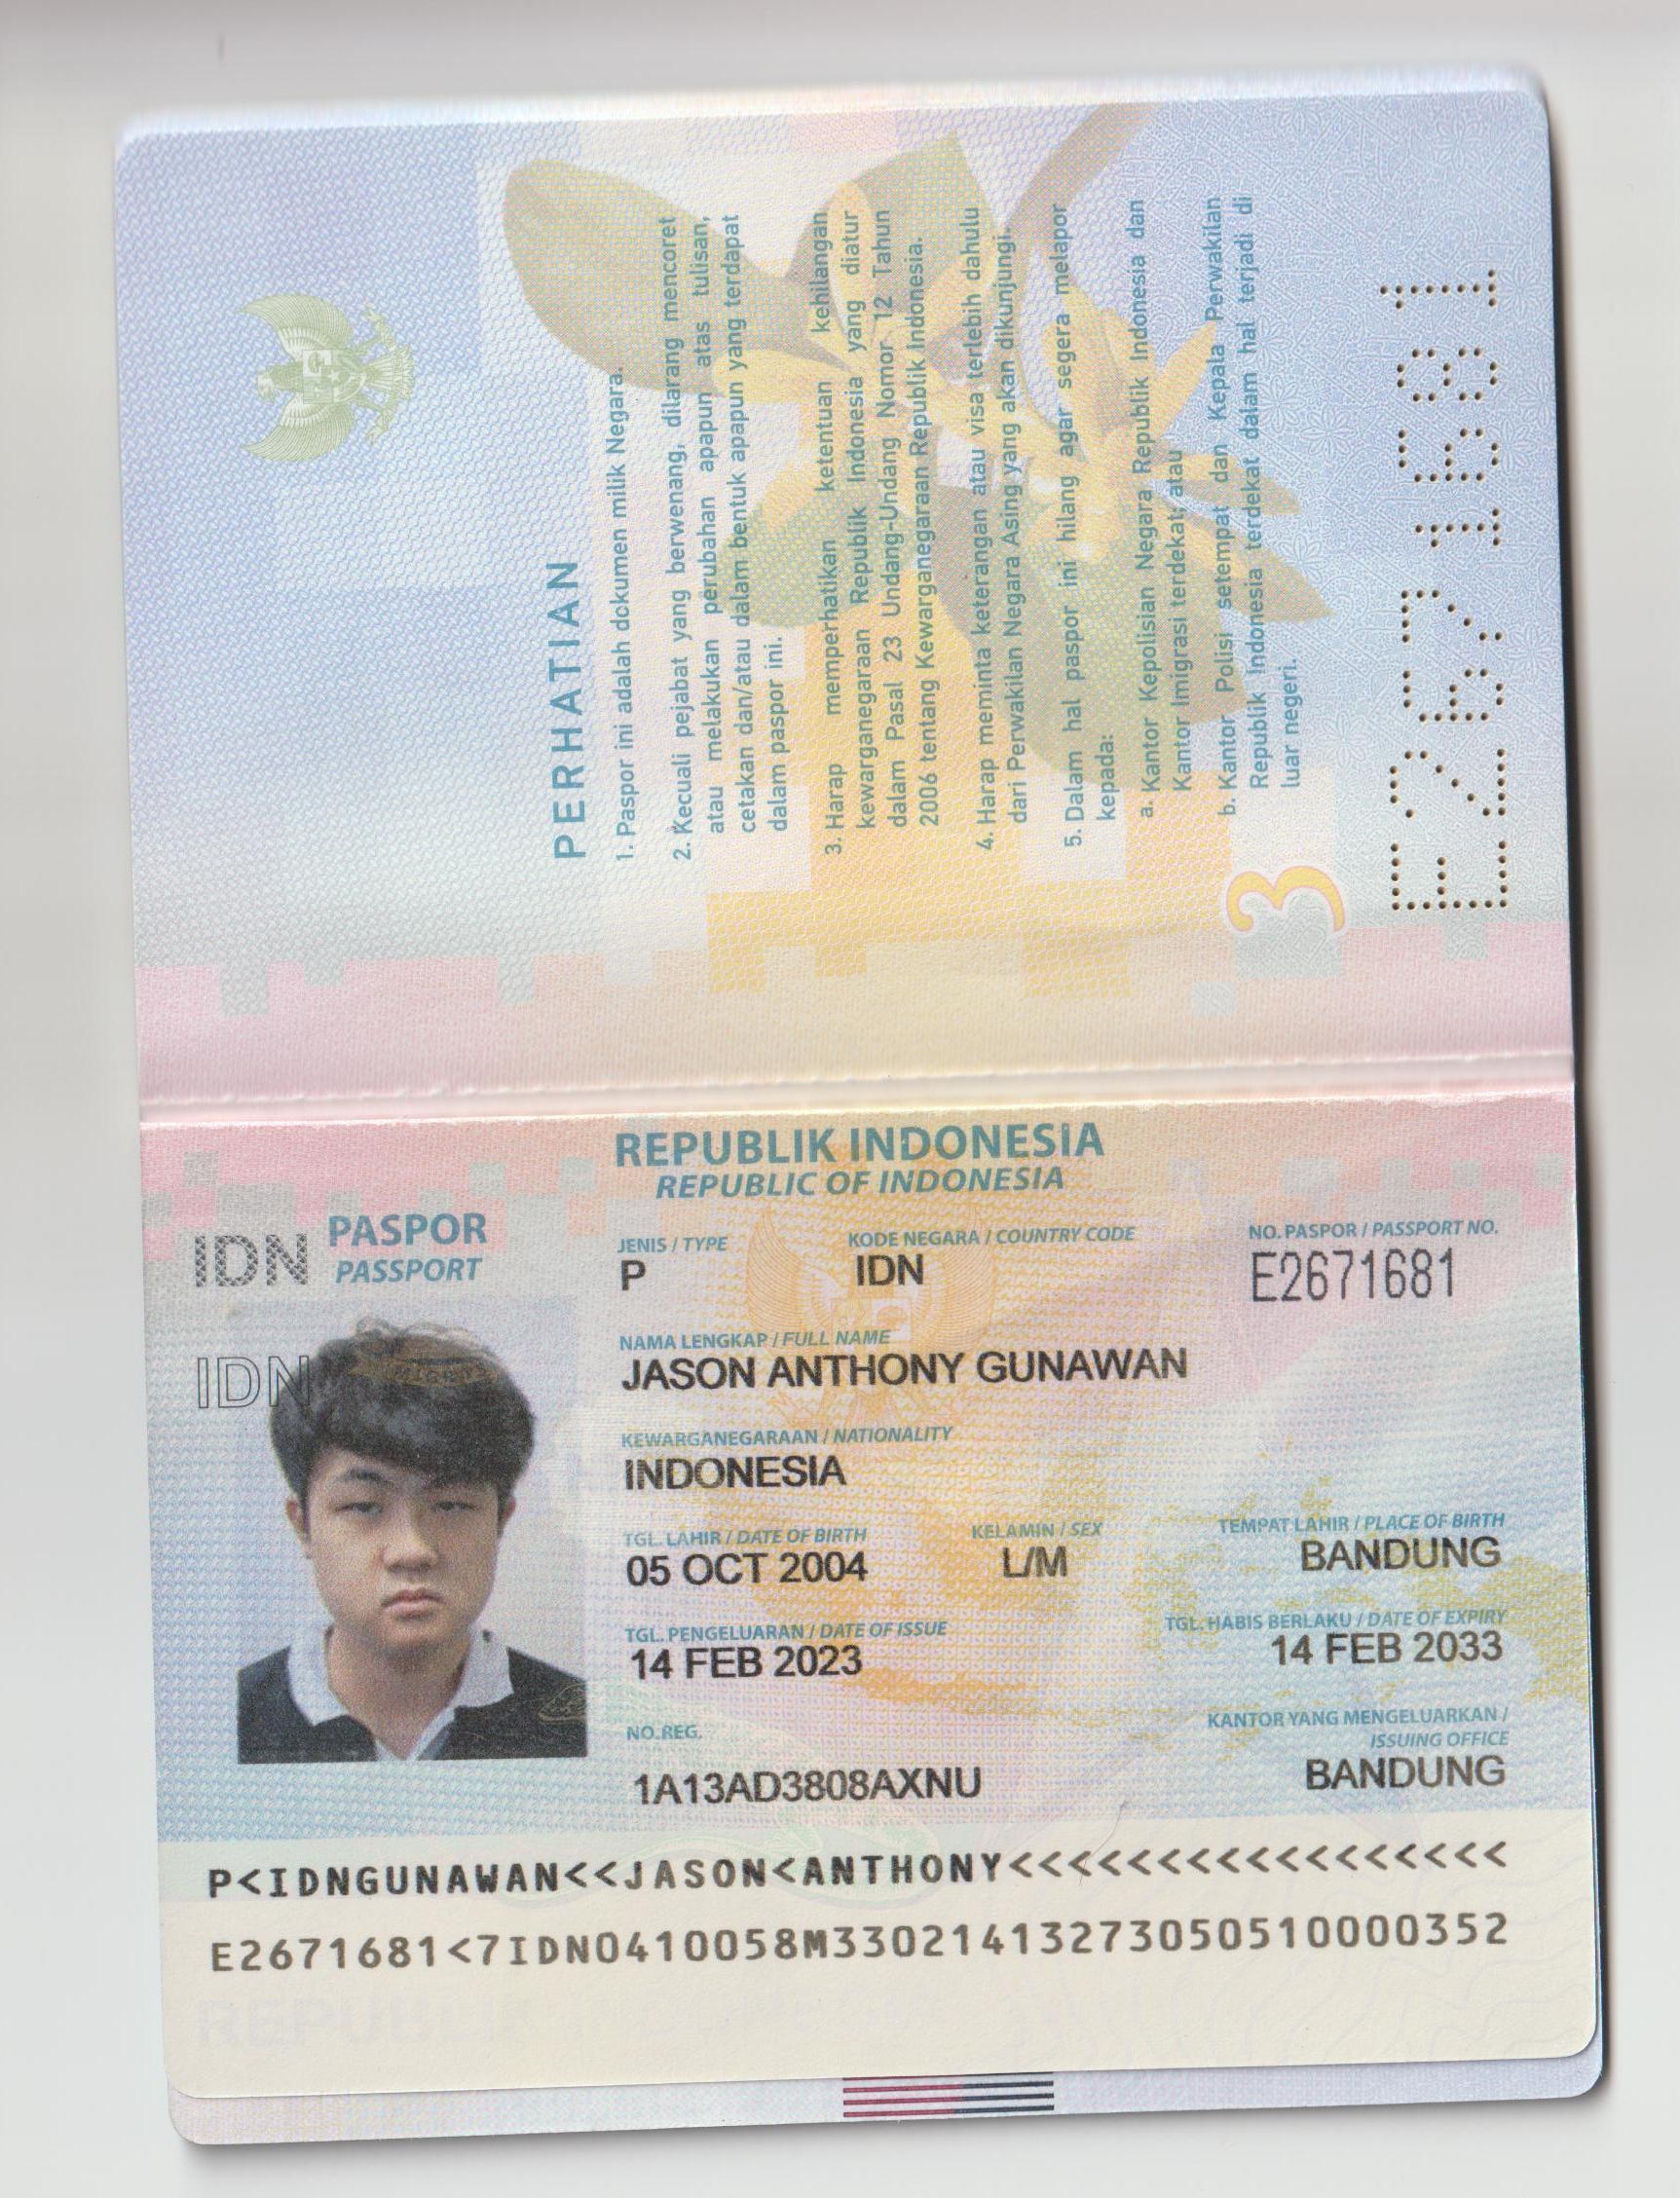 PERHATIAN
1. Paspor ini adalah dokumen milik Negara.
2. Kecuali pejabat yang berwenang, dilarang mencoret
atau melakukan perubahan apapun atas tulisan,
cetakan dan/atau dalam bentuk apapun yang terdapat
dalam paspor ini.
3. Harap memperhatikan ketentuan kehilangan
kewarganegaraan Republik Indonesia yang diatur
dalam Pasal 23 Undang-Undang Nomor 12 Tahun
2006 tentang Kewarganegaraan Republik Indonesia.
4. Harap meminta keterangan atau visa terlebih dahulu
dari Perwakilan Negara Asing yang akan dikunjungi.
5. Dalam hal paspor ini hilang agar segera melapor
kepada:
a. Kantor Kepolisian Negara Republik Indonesia dan
Kantor Imigrasi terdekat; atau
b. Kantor Polisi setempat dan Kepala Perwakilan
Republik Indonesia terdekat dalam hal terjadi di
luar negeri.
3
E2671681
REPUBLIK INDONESIA
REPUBLIC OF INDONESIA
IDN PASPOR
PASSPORT
IDN
JENIS / TYPE KODE NEGARA / COUNTRY CODE NO. PASPOR / PASSPORT NO.
P IDN E2671681
NAMA LENGKAP / FULL NAME
JASON ANTHONY GUNAWAN
KEWARGANEGARAAN / NATIONALITY
INDONESIA
TGL. LAHIR / DATE OF BIRTH KELAMIN / SEX TEMPAT LAHIR / PLACE OF BIRTH
05 OCT 2004 L/M BANDUNG
TGL. PENGELUARAN / DATE OF ISSUE TGL. HABIS BERLAKU / DATE OF EXPIRY
14 FEB 2023 14 FEB 2033
NO. REG. KANTOR YANG MENGELUARKAN /
ISSUING OFFICE
1A13AD3808AXNU BANDUNG
P<IDNGUNAWAN<<JASON<ANTHONY<<<<<<<<<<<<<<<<<
E2671681<7IDN0410058M3302141327305051000352